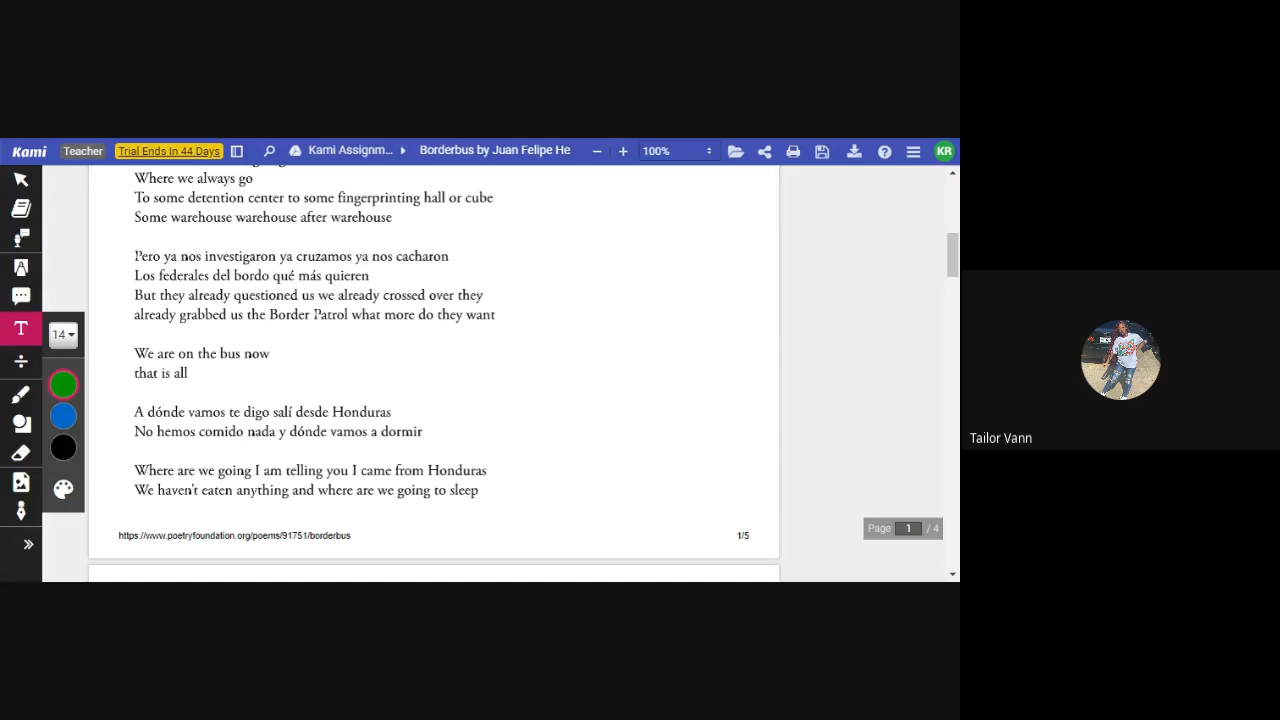 Kami Teacher Trial Ends In 44 Days Kami Assignm... Borderbus by Juan Felipe He 100% KR
Where we always go
To some detention center to some fingerprinting hall or cube
Some warehouse warehouse after warehouse
Pero ya nos investigaron ya cruzamos ya nos cacharon
Los federales del bordo qué más quieren
But they already questioned us we already crossed over they
already grabbed us the Border Patrol what more do they want
We are on the bus now
that is all
A dónde vamos te digo salí desde Honduras
No hemos comido nada y dónde vamos a dormir
Where are we going I am telling you I came from Honduras
We haven't eaten anything and where are we going to sleep
https://www.poetryfoundation.org/poems/91751/borderbus 1/5
14
Page 1 / 4
Tailor Vann